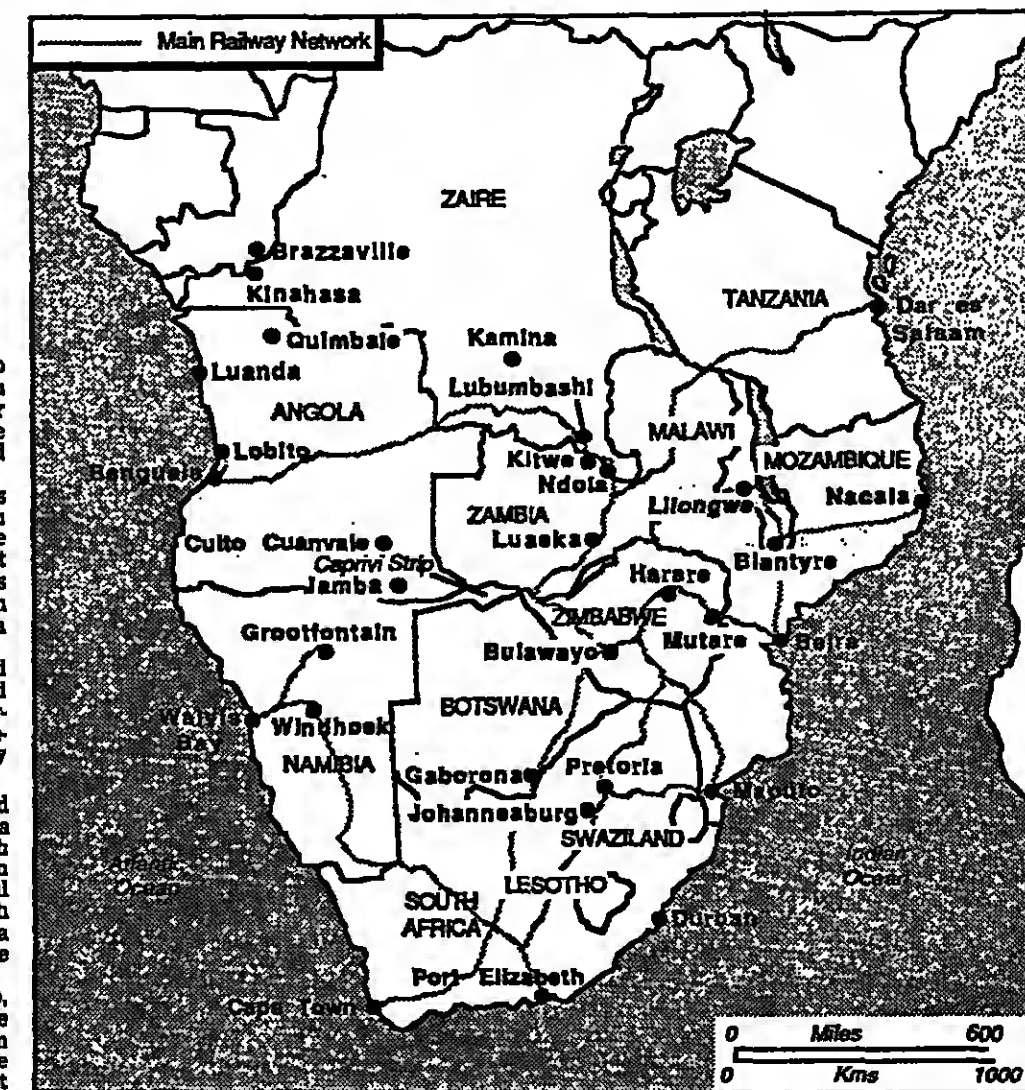 Main Railway Network
ZAIRE
Brazzaville
Kinahasa
TANZANIA
Dar es
Salaam
Quimbale
Kamina
Luanda
Lubumbashi
ANGOLA
MALAWI
Lobito
Kitwe
MOZAMBIQUE
Benguela
Ndola
Lilongwe
Nacala
ZAMBIA
Cuito Cuanvale
Lusaka
Blantyre
Caprivi Strip
Jamba
Harare
ZIMBABWE
Grootfontain
Bulawayo
Mutare
Beira
BOTSWANA
Walvis
Bay
Windhoek
NAMIBIA
Gaborona
Pretoria
Maputo
Johannesburg
SWAZILAND
Atlantic
Ocean
Indian
Ocean
LESOTHO
SOUTH
AFRICA
Durban
Port Elizabeth
Cape Town
0 Miles 600
0 Kms 1000